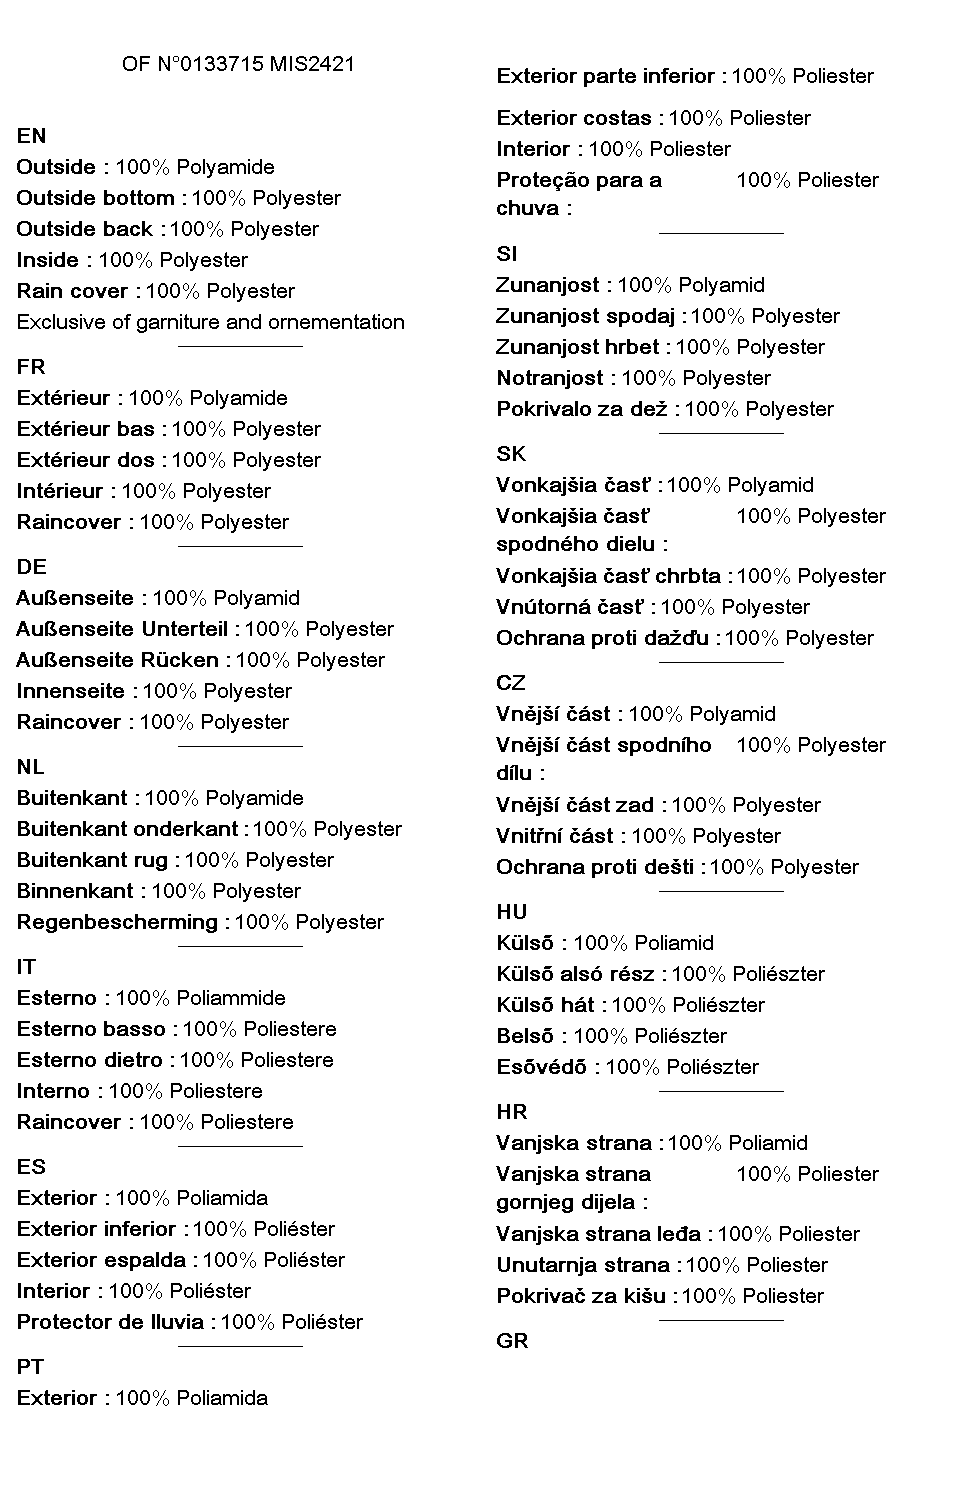 OF N°0133715 MIS2421
EN
Outside : 100% Polyamide
Outside bottom : 100% Polyester
Outside back : 100% Polyester
Inside : 100% Polyester
Rain cover : 100% Polyester
Exclusive of garniture and ornementation
FR
Extérieur : 100% Polyamide
Extérieur bas : 100% Polyester
Extérieur dos : 100% Polyester
Intérieur : 100% Polyester
Raincover : 100% Polyester
DE
Außenseite : 100% Polyamid
Außenseite Unterteil : 100% Polyester
Außenseite Rücken : 100% Polyester
Innenseite : 100% Polyester
Raincover : 100% Polyester
NL
Buitenkant : 100% Polyamide
Buitenkant onderkant : 100% Polyester
Buitenkant rug : 100% Polyester
Binnenkant : 100% Polyester
Regenbescherming : 100% Polyester
IT
Esterno : 100% Poliammide
Esterno basso : 100% Poliestere
Esterno dietro : 100% Poliestere
Interno : 100% Poliestere
Raincover : 100% Poliestere
ES
Exterior : 100% Poliamida
Exterior inferior : 100% Poliéster
Exterior espalda : 100% Poliéster
Interior : 100% Poliéster
Protector de lluvia : 100% Poliéster
PT
Exterior : 100% Poliamida
Exterior parte inferior : 100% Poliester
Exterior costas : 100% Poliester
Interior : 100% Poliester
Proteção para a 100% Poliester
chuva :
SI
Zunanjost : 100% Polyamid
Zunanjost spodaj : 100% Polyester
Zunanjost hrbet : 100% Polyester
Notranjost : 100% Polyester
Pokrivalo za dež : 100% Polyester
SK
Vonkajšia časť : 100% Polyamid
Vonkajšia časť 100% Polyester
spodného dielu :
Vonkajšia časť chrbta : 100% Polyester
Vnútorná časť : 100% Polyester
Ochrana proti dažďu : 100% Polyester
CZ
Vnější část : 100% Polyamid
Vnější část spodního 100% Polyester
dílu :
Vnější část zad : 100% Polyester
Vnitřní část : 100% Polyester
Ochrana proti dešti : 100% Polyester
HU
Külsõ : 100% Poliamid
Külsõ alsó rész : 100% Poliészter
Külsõ hát : 100% Poliészter
Belsõ : 100% Poliészter
Esõvédõ : 100% Poliészter
HR
Vanjska strana : 100% Poliamid
Vanjska strana 100% Poliester
gornjeg dijela :
Vanjska strana leđa : 100% Poliester
Unutarnja strana : 100% Poliester
Pokrivač za kišu : 100% Poliester
GR